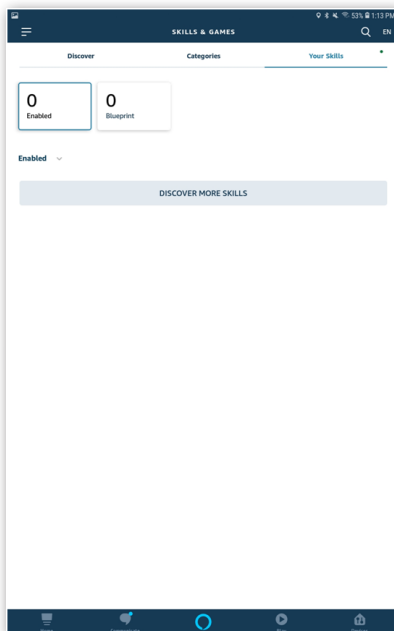 53% 1:13 PM
SKILLS & GAMES
EN
Discover
Categories
Your Skills
0
Enabled
0
Blueprint
Enabled
DISCOVER MORE SKILLS